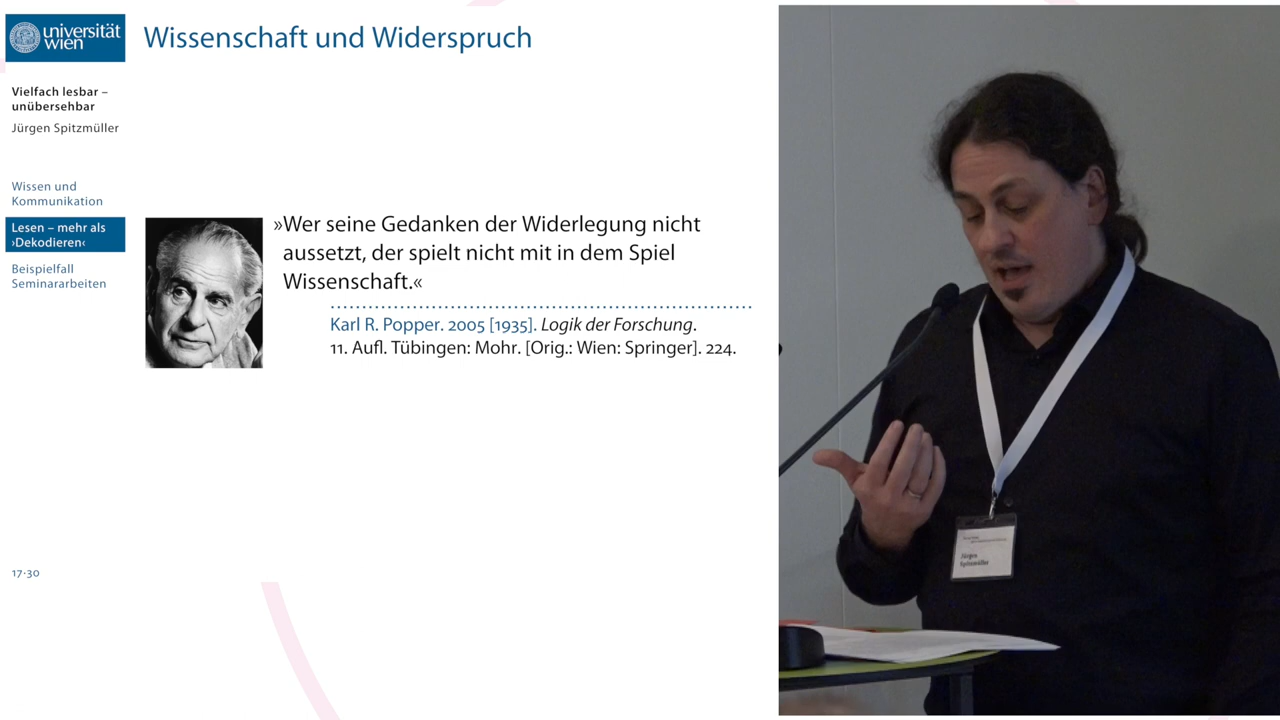 universität
wien
Wissenschaft und Widerspruch
Vielfach lesbar –
unübersehbar
Jürgen Spitzmüller
Wissen und
Kommunikation
Lesen – mehr als
›Dekodieren‹
Beispielfall
Seminararbeiten
»Wer seine Gedanken der Widerlegung nicht
aussetzt, der spielt nicht mit in dem Spiel
Wissenschaft.«
Karl R. Popper. 2005 [1935]. Logik der Forschung.
11. Aufl. Tübingen: Mohr. [Orig.: Wien: Springer]. 224.
17·30
Jürgen
Spitzmüller